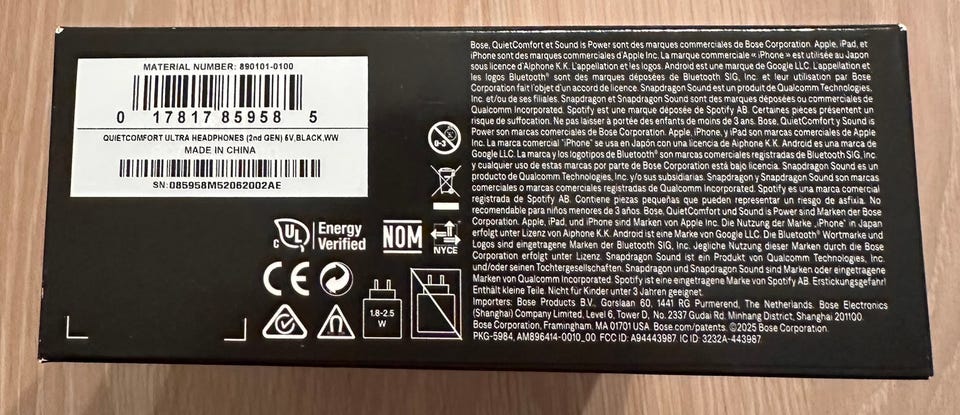 MATERIAL NUMBER: 890101-0100
0 17817 85958 5
QUIETCOMFORT ULTRA HEADPHONES (2nd GEN) 6V,BLACK,WW
MADE IN CHINA
SN:085958M52062002AE
0-3
c UL Energy
Verified
NOM
NYCE
CE
1.8-2.5
W
Bose, QuietComfort et Sound is Power sont des marques commerciales de Bose Corporation. Apple, iPad, et
iPhone sont des marques commerciales d'Apple Inc. La marque commerciale « iPhone » est utilisée au Japon
sous licence d'Aiphone K.K. L'appellation et les logos. Android est une marque de Google LLC. L'appellation et
les logos Bluetooth® sont des marques déposées de Bluetooth SIG, Inc. et leur utilisation par Bose
Corporation fait l'objet d'un accord de licence. Snapdragon Sound est un produit de Qualcomm Technologies,
Inc. et/ou de ses filiales. Snapdragon et Snapdragon Sound sont des marques déposées ou commerciales de
Qualcomm Incorporated. Spotify est une marque déposée de Spotify AB. Certaines pièces présentent un
risque de suffocation. Ne pas laisser à portée des enfants de moins de 3 ans. Bose, QuietComfort y Sound is
Power son marcas comerciales de Bose Corporation. Apple, iPhone, y iPad son marcas comerciales de Apple
Inc. La marca comercial "iPhone" se usa en Japón con una licencia de Aiphone K.K. Android es una marca de
Google LLC. La marca y los logotipos de Bluetooth® son marcas comerciales registradas de Bluetooth SIG, Inc.
y cualquier uso de estas marcas por parte de Bose Corporation está bajo licencia. Snapdragon Sound es un
producto de Qualcomm Technologies, Inc. y/o sus subsidiarias. Snapdragon y Snapdragon Sound son marcas
comerciales o marcas comerciales registradas de Qualcomm Incorporated. Spotify es una marca comercial
registrada de Spotify AB. Contiene piezas pequeñas que pueden representar un riesgo de asfixia. No
recomendable para niños menores de 3 años. Bose, QuietComfort und Sound is Power sind Marken der Bose
Corporation. Apple, iPad, und iPhone sind Marken von Apple Inc. Die Nutzung der Marke „iPhone" in Japan
erfolgt unter Lizenz von Aiphone K.K. Android ist eine Marke von Google LLC. Die Bluetooth® Wortmarke und
Logos sind eingetragene Marken der Bluetooth SIG, Inc. Jegliche Nutzung dieser Marken durch die Bose
Corporation erfolgt unter Lizenz. Snapdragon Sound ist ein Produkt von Qualcomm Technologies, Inc.
und/oder seinen Tochtergesellschaften. Snapdragon und Snapdragon Sound sind Marken oder eingetragene
Marken von Qualcomm Incorporated. Spotify ist eine eingetragene Marke von Spotify AB. Erstickungsgefahr!
Enthält kleine Teile. Nicht für Kinder unter 3 Jahren geeignet.
Importers: Bose Products B.V., Gorslaan 60, 1441 RG Purmerend, The Netherlands. Bose Electronics
(Shanghai) Company Limited, Level 6, Tower D, No. 2337 Gudai Rd. Minhang District, Shanghai 201100.
Bose Corporation, Framingham, MA 01701 USA. Bose.com/patents. ©2025 Bose Corporation.
PKG-5984, AM896414-0010_00 FCC ID: A94443987 IC ID: 3232A-443987